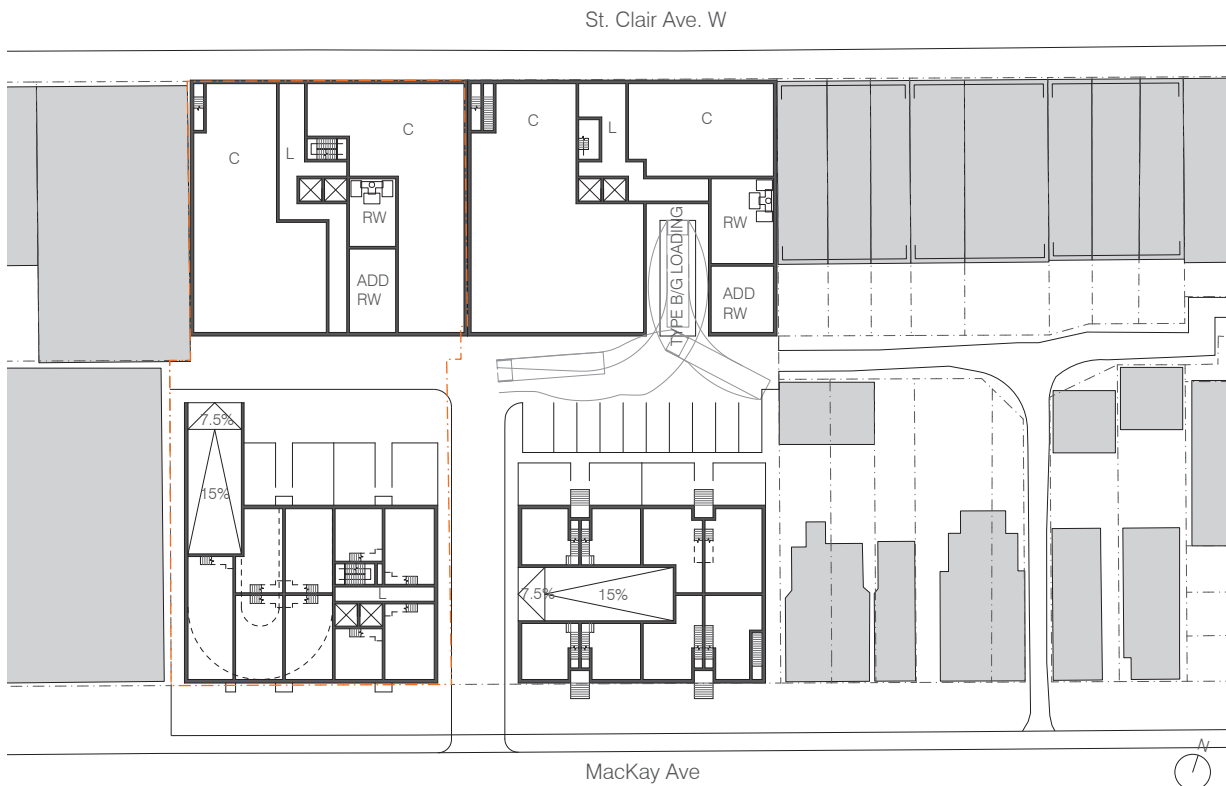 St. Clair Ave. W
C
L
C
C
L
C
RW
ADD
RW
TYPE B/G LOADING
RW
ADD
RW
7.5%
15%
L
7.5%
15%
MacKay Ave
N